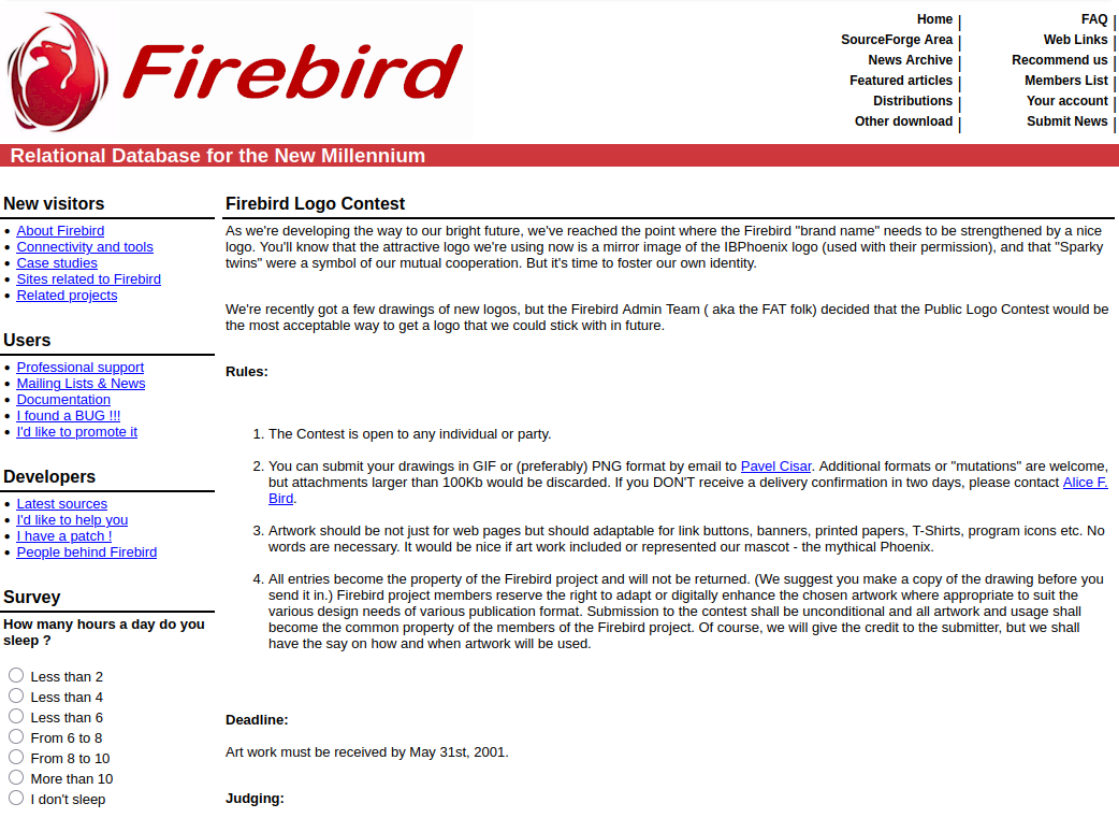 Firebird
Home | FAQ |
SourceForge Area | Web Links |
News Archive | Recommend us |
Featured articles | Members List |
Distributions | Your account |
Other download | Submit News |
Relational Database for the New Millennium
New visitors
• About Firebird
• Connectivity and tools
• Case studies
• Sites related to Firebird
• Related projects
Users
• Professional support
• Mailing Lists & News
• Documentation
• I found a BUG !!!
• I'd like to promote it
Developers
• Latest sources
• I'd like to help you
• I have a patch !
• People behind Firebird
Survey
How many hours a day do you
sleep ?
Less than 2
Less than 4
Less than 6
From 6 to 8
From 8 to 10
More than 10
I don't sleep
Firebird Logo Contest
As we're developing the way to our bright future, we've reached the point where the Firebird "brand name" needs to be strengthened by a nice
logo. You'll know that the attractive logo we're using now is a mirror image of the IBPhoenix logo (used with their permission), and that "Sparky
twins" were a symbol of our mutual cooperation. But it's time to foster our own identity.
We're recently got a few drawings of new logos, but the Firebird Admin Team ( aka the FAT folk) decided that the Public Logo Contest would be
the most acceptable way to get a logo that we could stick with in future.
Rules:
1. The Contest is open to any individual or party.
2. You can submit your drawings in GIF or (preferably) PNG format by email to Pavel Cisar. Additional formats or "mutations" are welcome,
but attachments larger than 100Kb would be discarded. If you DON'T receive a delivery confirmation in two days, please contact Alice F.
Bird.
3. Artwork should be not just for web pages but should adaptable for link buttons, banners, printed papers, T-Shirts, program icons etc. No
words are necessary. It would be nice if art work included or represented our mascot - the mythical Phoenix.
4. All entries become the property of the Firebird project and will not be returned. (We suggest you make a copy of the drawing before you
send it in.) Firebird project members reserve the right to adapt or digitally enhance the chosen artwork where appropriate to suit the
various design needs of various publication format. Submission to the contest shall be unconditional and all artwork and usage shall
become the common property of the members of the Firebird project. Of course, we will give the credit to the submitter, but we shall
have the say on how and when artwork will be used.
Deadline:
Art work must be received by May 31st, 2001.
Judging: